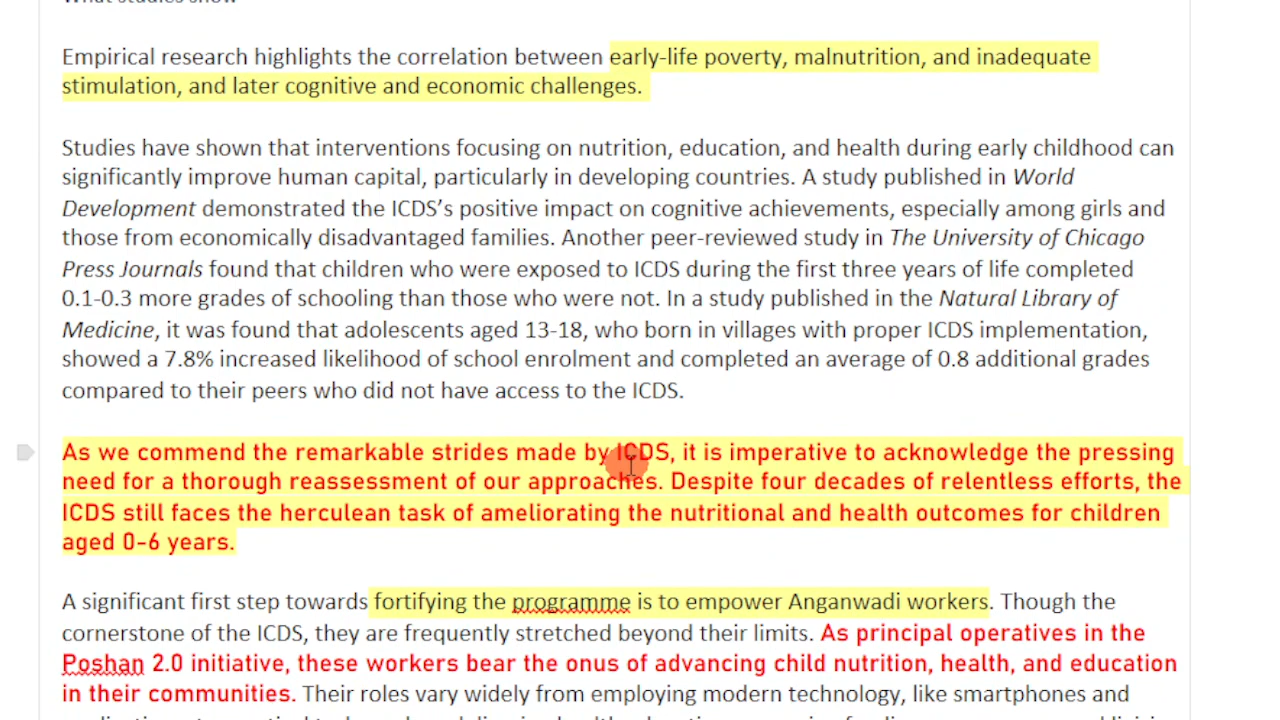 What studies show
Empirical research highlights the correlation between early-life poverty, malnutrition, and inadequate
stimulation, and later cognitive and economic challenges.
Studies have shown that interventions focusing on nutrition, education, and health during early childhood can
significantly improve human capital, particularly in developing countries. A study published in World
Development demonstrated the ICDS’s positive impact on cognitive achievements, especially among girls and
those from economically disadvantaged families. Another peer-reviewed study in The University of Chicago
Press Journals found that children who were exposed to ICDS during the first three years of life completed
0.1-0.3 more grades of schooling than those who were not. In a study published in the Natural Library of
Medicine, it was found that adolescents aged 13-18, who born in villages with proper ICDS implementation,
showed a 7.8% increased likelihood of school enrolment and completed an average of 0.8 additional grades
compared to their peers who did not have access to the ICDS.
As we commend the remarkable strides made by ICDS, it is imperative to acknowledge the pressing
need for a thorough reassessment of our approaches. Despite four decades of relentless efforts, the
ICDS still faces the herculean task of ameliorating the nutritional and health outcomes for children
aged 0-6 years.
A significant first step towards fortifying the programme is to empower Anganwadi workers. Though the
cornerstone of the ICDS, they are frequently stretched beyond their limits. As principal operatives in the
Poshan 2.0 initiative, these workers bear the onus of advancing child nutrition, health, and education
in their communities. Their roles vary widely from employing modern technology, like smartphones and